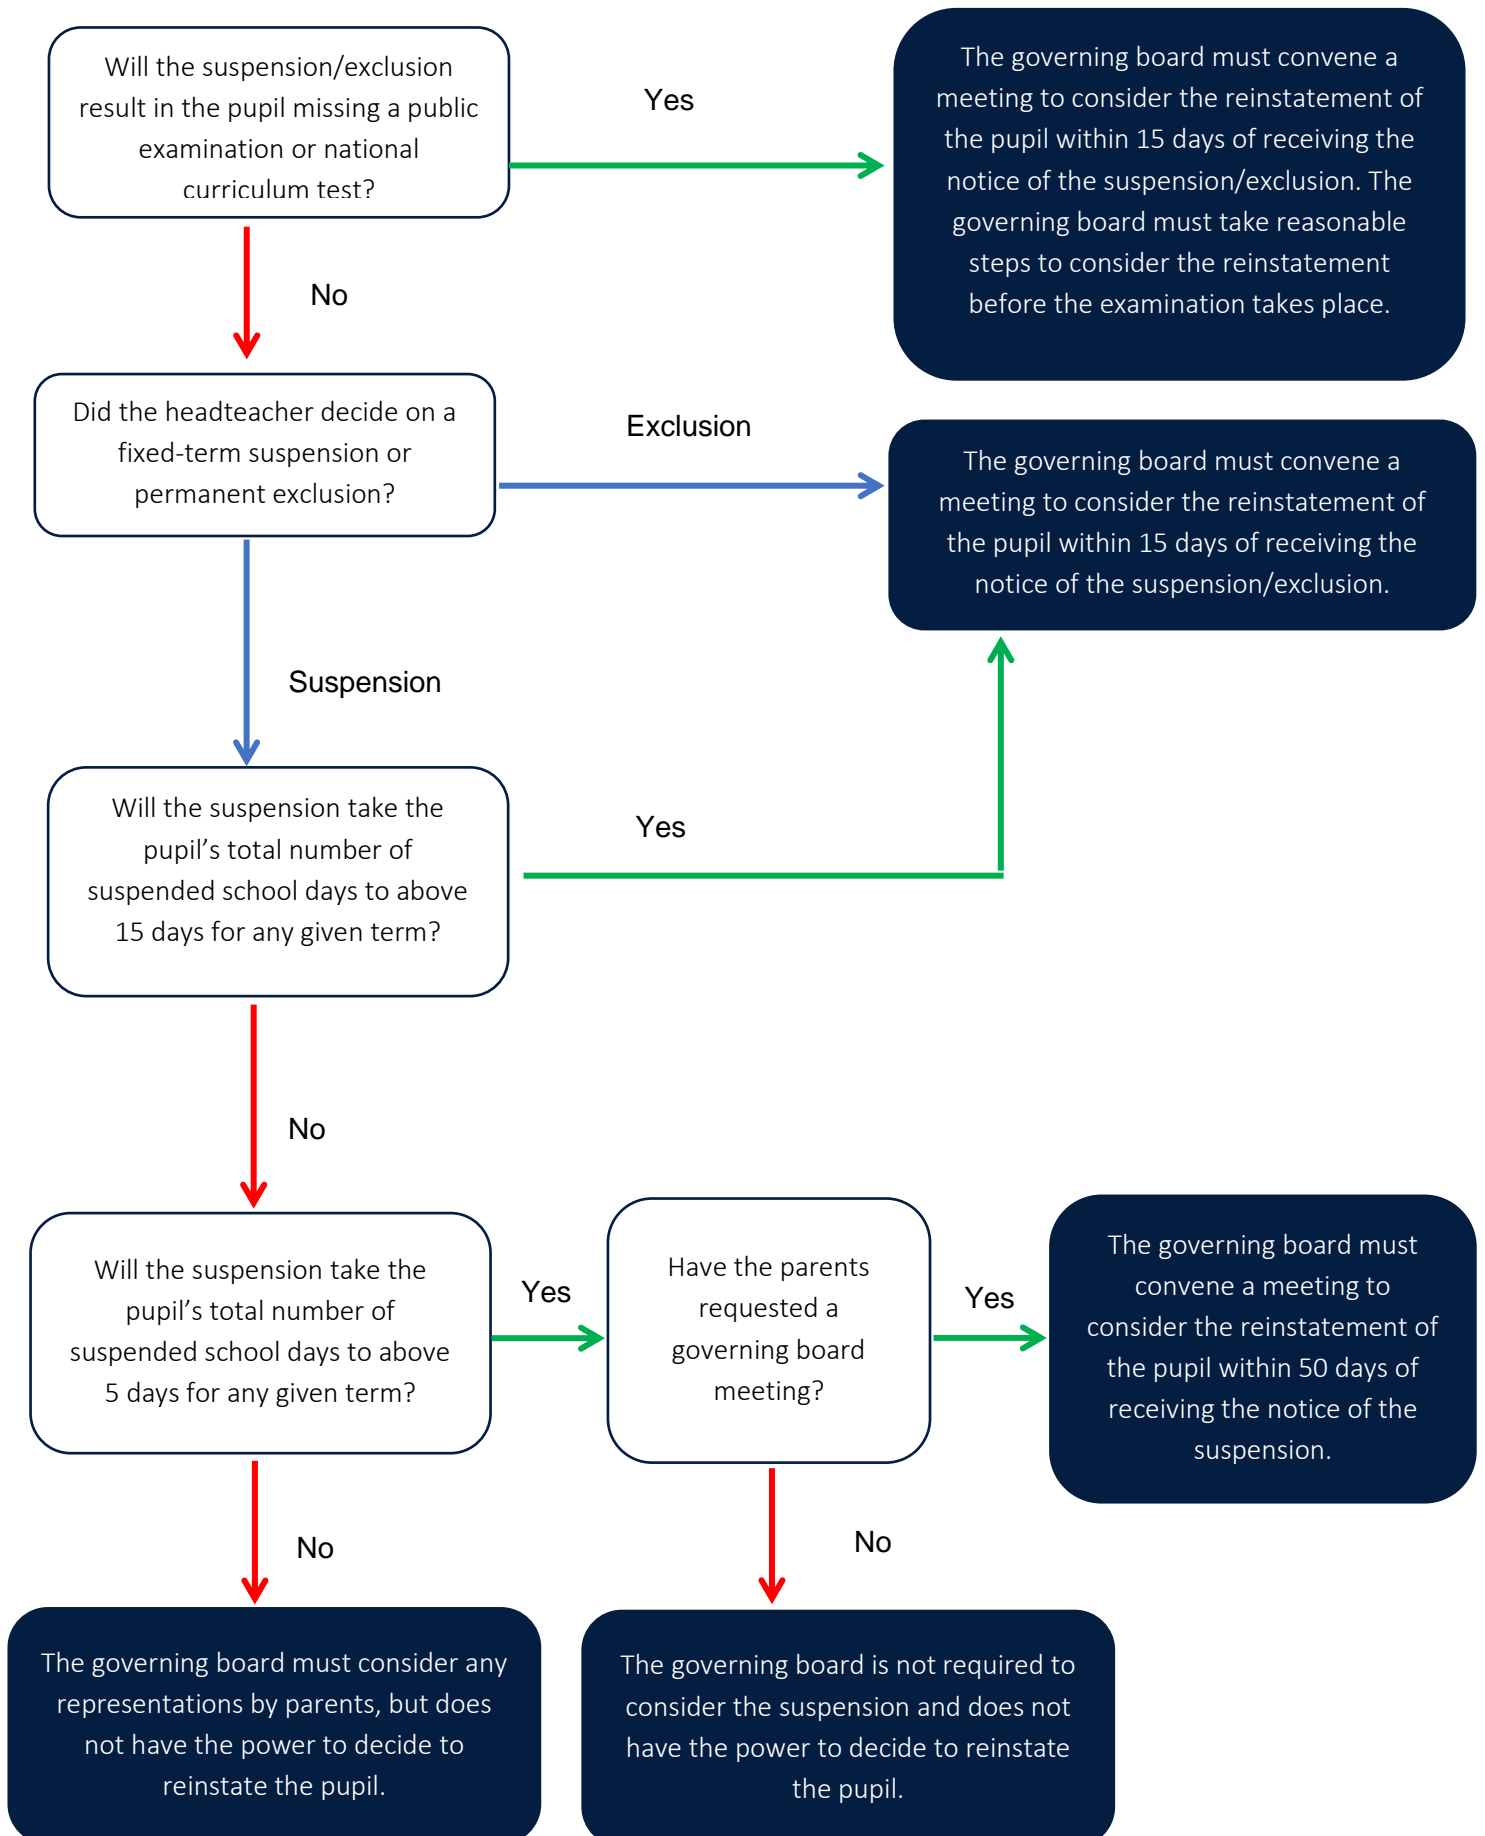 Will the suspension/exclusion
result in the pupil missing a public
examination or national
curriculum test?
Yes
The governing board must convene a
meeting to consider the reinstatement of
the pupil within 15 days of receiving the
notice of the suspension/exclusion. The
governing board must take reasonable
steps to consider the reinstatement
before the examination takes place.
No
Did the headteacher decide on a
fixed-term suspension or
permanent exclusion?
Exclusion
The governing board must convene a
meeting to consider the reinstatement of
the pupil within 15 days of receiving the
notice of the suspension/exclusion.
Suspension
Will the suspension take the
pupil’s total number of
suspended school days to above
15 days for any given term?
Yes
No
Will the suspension take the
pupil’s total number of
suspended school days to above
5 days for any given term?
Yes
Have the parents
requested a
governing board
meeting?
Yes
The governing board must
convene a meeting to
consider the reinstatement of
the pupil within 50 days of
receiving the notice of the
suspension.
No
No
The governing board must consider any
representations by parents, but does
not have the power to decide to
reinstate the pupil.
The governing board is not required to
consider the suspension and does not
have the power to decide to reinstate
the pupil.